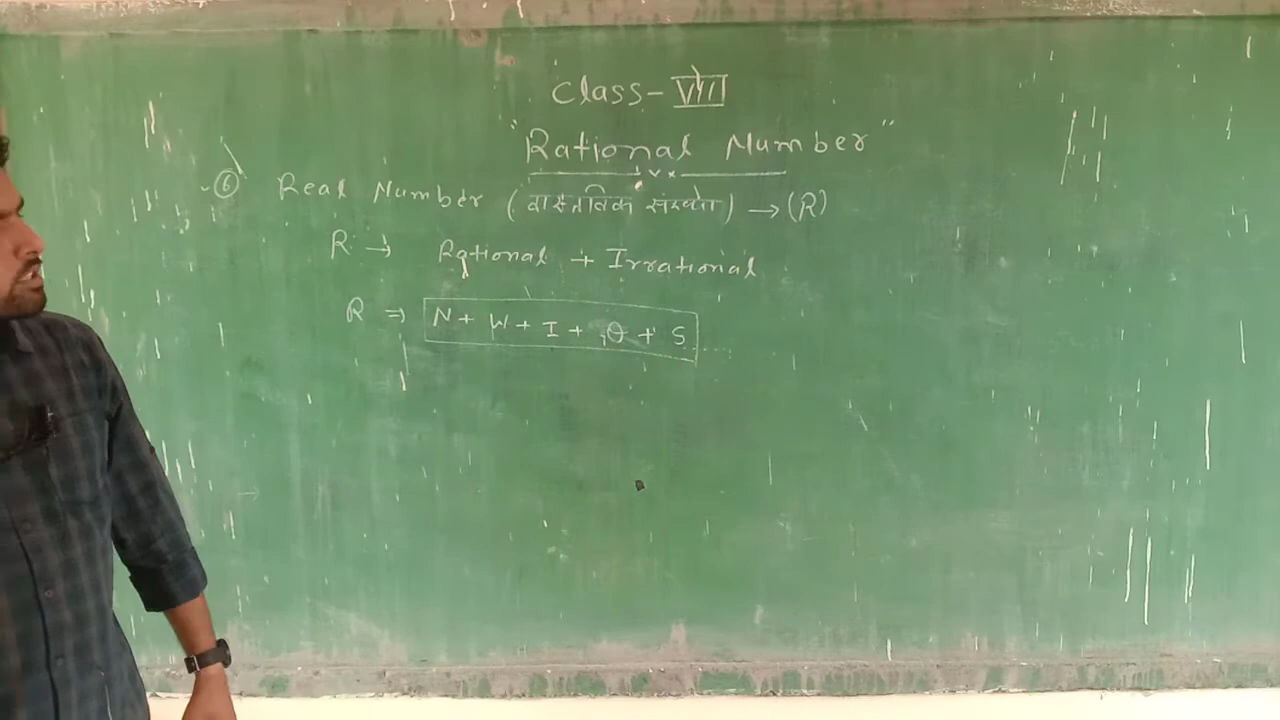 Class - VIII
"Rational Number"
⑥ Real Number (वास्तविक संख्या) → (R)
R → Rational + Irrational
R ⇒ N + W + I + Q + S .....